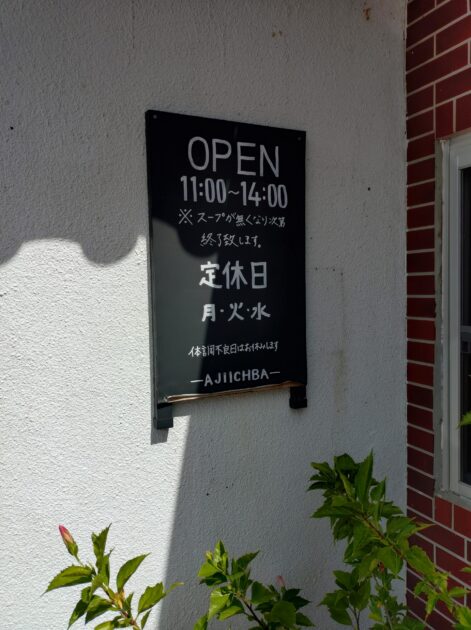 OPEN
11:00~14:00
※スープが無くなり次第
終了致します。
定休日
月・火・水
体調不良日はお休みします
—AJIICHBA—